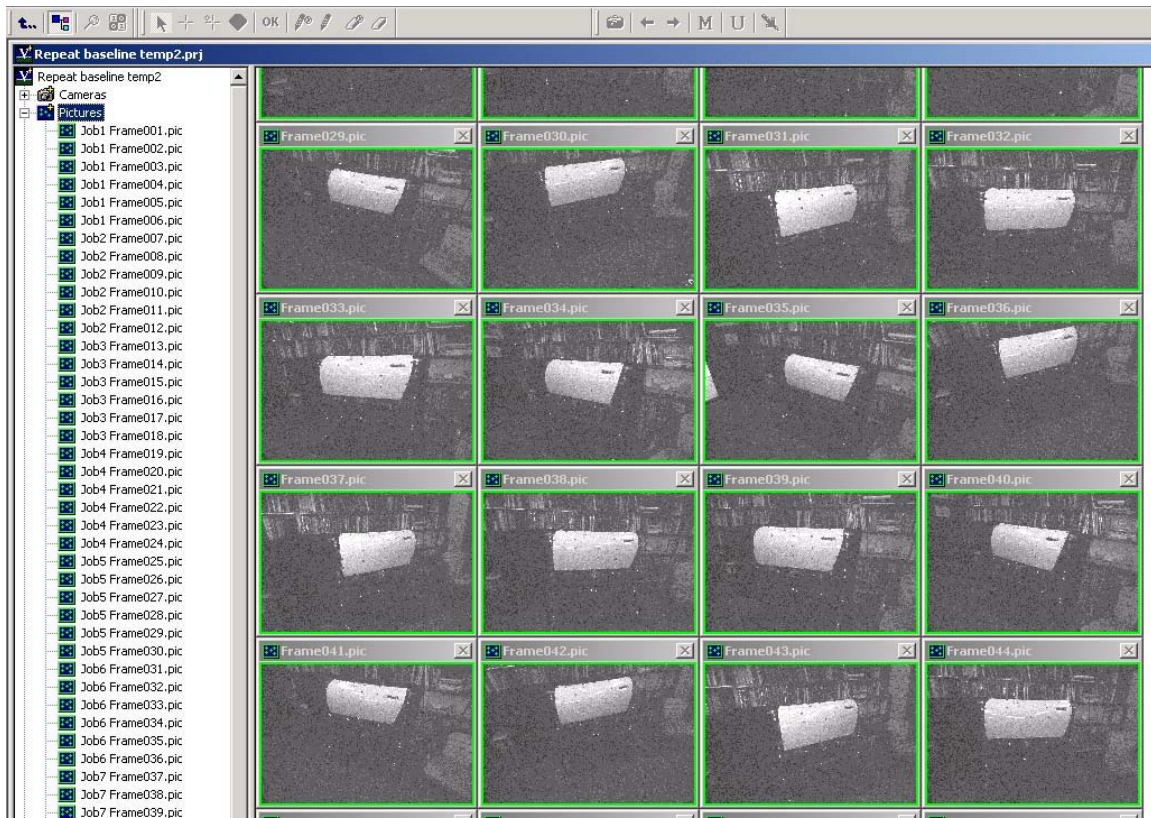 OK
M
U
Repeat baseline temp2.prj
Repeat baseline temp2
Cameras
Pictures
Job1 Frame001.pic
Job1 Frame002.pic
Job1 Frame003.pic
Job1 Frame004.pic
Job1 Frame005.pic
Job1 Frame006.pic
Job2 Frame007.pic
Job2 Frame008.pic
Job2 Frame009.pic
Job2 Frame010.pic
Job2 Frame011.pic
Job2 Frame012.pic
Job3 Frame013.pic
Job3 Frame014.pic
Job3 Frame015.pic
Job3 Frame016.pic
Job3 Frame017.pic
Job3 Frame018.pic
Job4 Frame019.pic
Job4 Frame020.pic
Job4 Frame021.pic
Job4 Frame022.pic
Job4 Frame023.pic
Job4 Frame024.pic
Job5 Frame025.pic
Job5 Frame026.pic
Job5 Frame027.pic
Job5 Frame028.pic
Job5 Frame029.pic
Job5 Frame030.pic
Job6 Frame031.pic
Job6 Frame032.pic
Job6 Frame033.pic
Job6 Frame034.pic
Job6 Frame035.pic
Job6 Frame036.pic
Job7 Frame037.pic
Job7 Frame038.pic
Job7 Frame039.pic
Frame029.pic
Frame030.pic
Frame031.pic
Frame032.pic
Frame033.pic
Frame034.pic
Frame035.pic
Frame036.pic
Frame037.pic
Frame038.pic
Frame039.pic
Frame040.pic
Frame041.pic
Frame042.pic
Frame043.pic
Frame044.pic